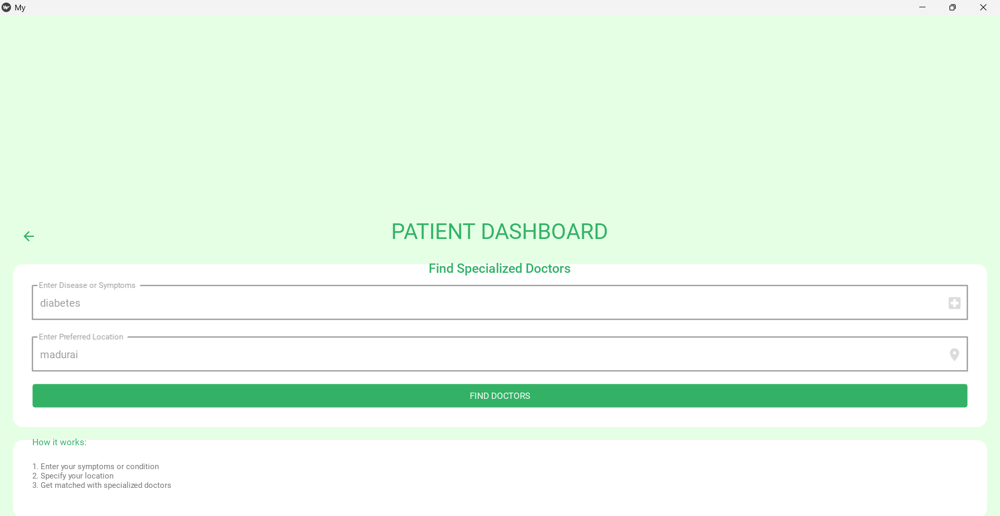 My
PATIENT DASHBOARD
Find Specialized Doctors
Enter Disease or Symptoms
diabetes
Enter Preferred Location
madurai
FIND DOCTORS
How it works:
1. Enter your symptoms or condition
2. Specify your location
3. Get matched with specialized doctors